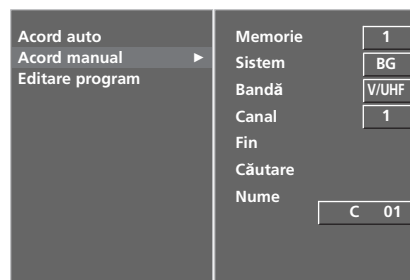 Acord auto
Acord manual ►
Editare program
Memorie 1
Sistem BG
Bandă V/UHF
Canal 1
Fin
Căutare
Nume
C 01